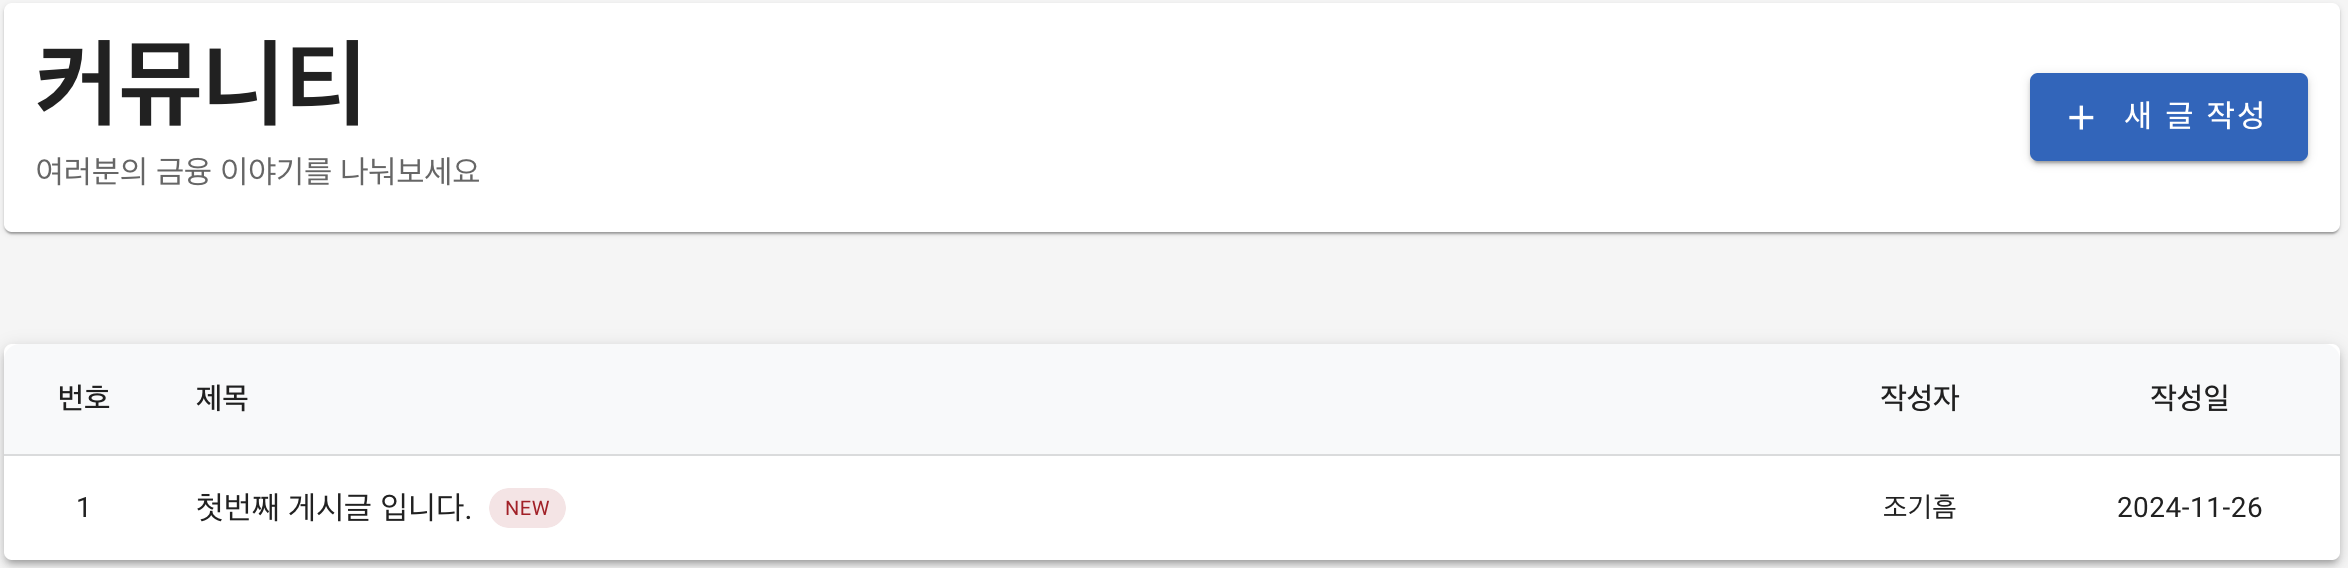 커뮤니티
여러분의 금융 이야기를 나눠보세요
+ 새 글 작성
번호 제목 작성자 작성일
1 첫번째 게시글 입니다. NEW 조기흠 2024-11-26